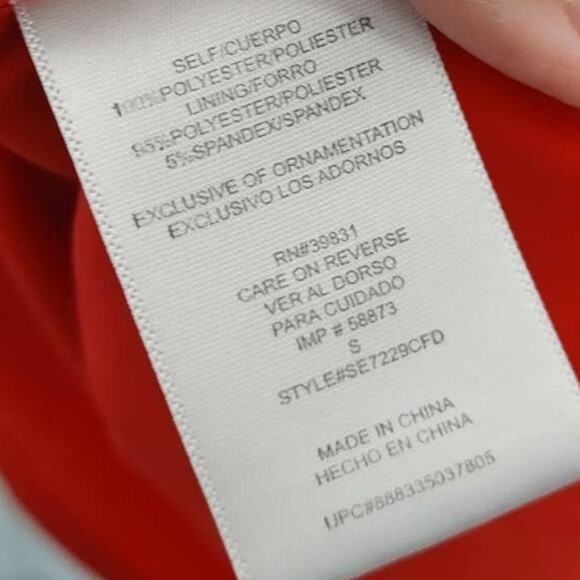 SELF/CUERPO
100%POLYESTER/POLIESTER
LINING/FORRO
95%POLYESTER/POLIESTER
5%SPANDEX/SPANDEX
EXCLUSIVE OF ORNAMENTATION
EXCLUSIVO LOS ADORNOS
RN#39831
CARE ON REVERSE
VER AL DORSO
PARA CUIDADO
IMP # 58873
S
STYLE#SE7229CFD
MADE IN CHINA
HECHO EN CHINA
UPC#888335037805